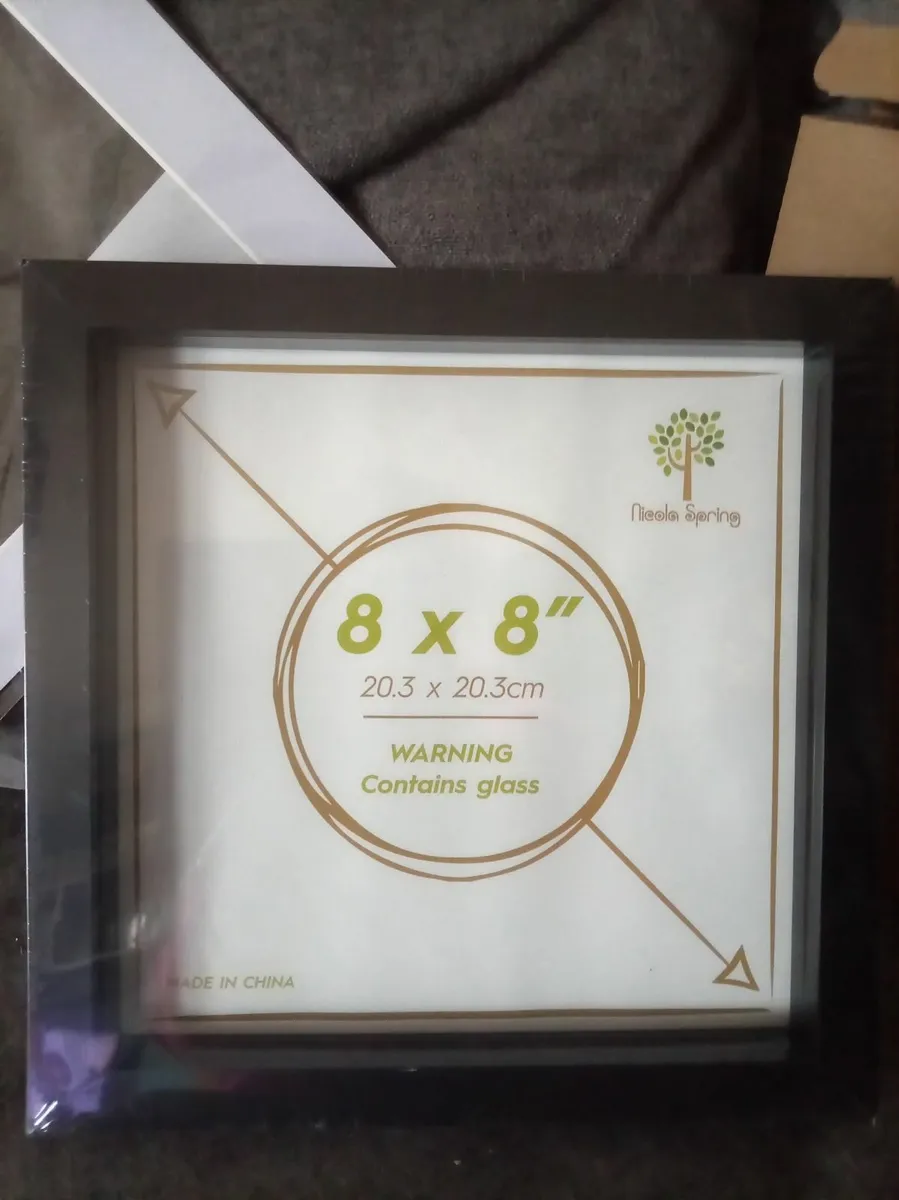 Nicola Spring
8 x 8"
20.3 x 20.3cm
WARNING
Contains glass
MADE IN CHINA